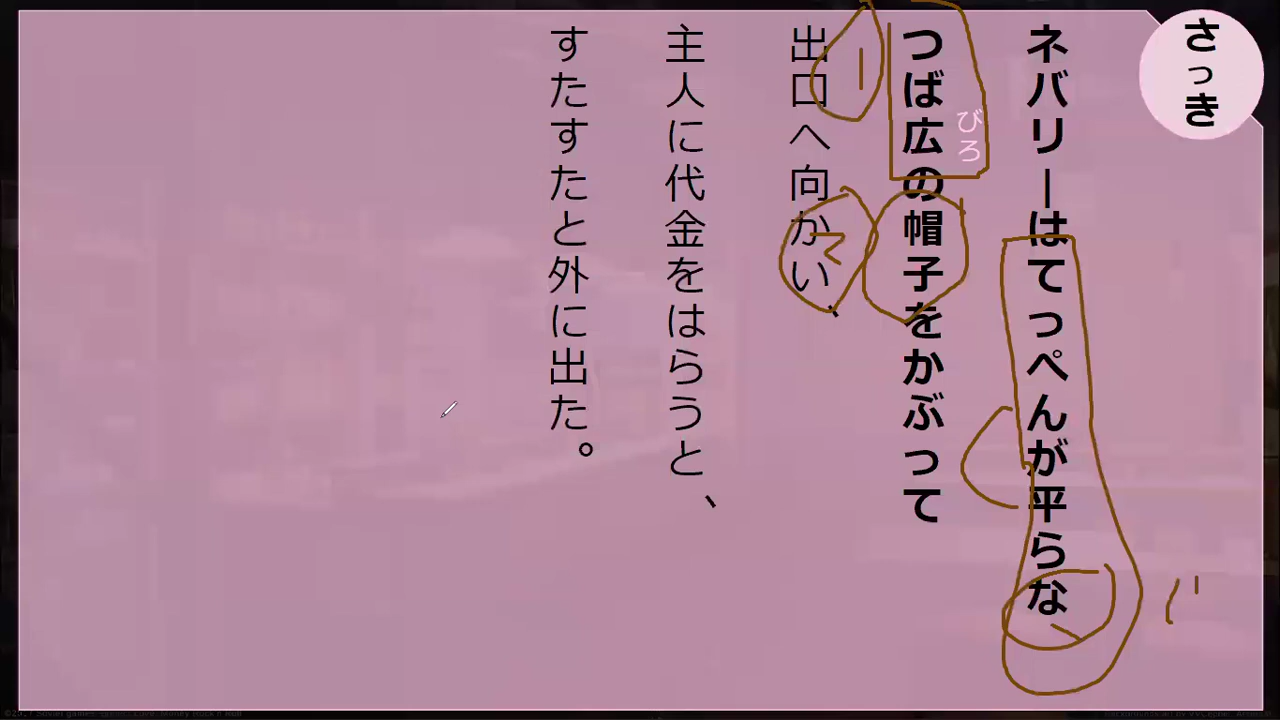 さっき
ネバリーはてっぺんが平らな
つば広の帽子をかぶって
びろ
出口へ向かい、
主人に代金をはらうと、
すたすたと外に出た。